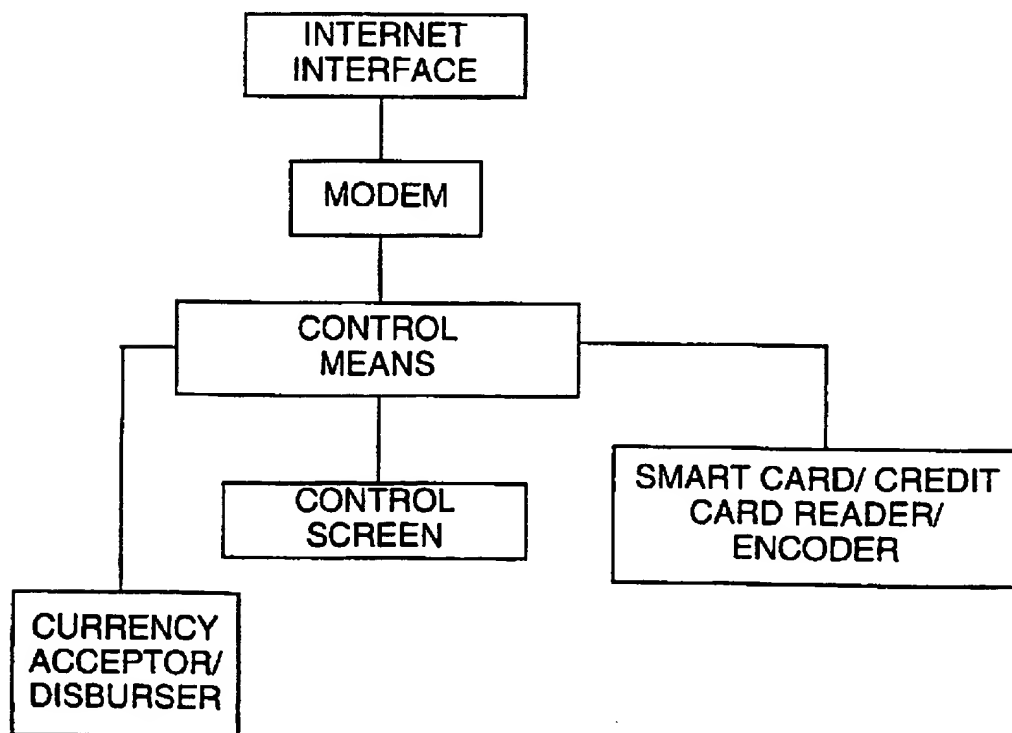 INTERNET
INTERFACE
MODEM
CONTROL
MEANS
CONTROL
SCREEN
SMART CARD/ CREDIT
CARD READER/
ENCODER
CURRENCY
ACCEPTOR/
DISBURSER